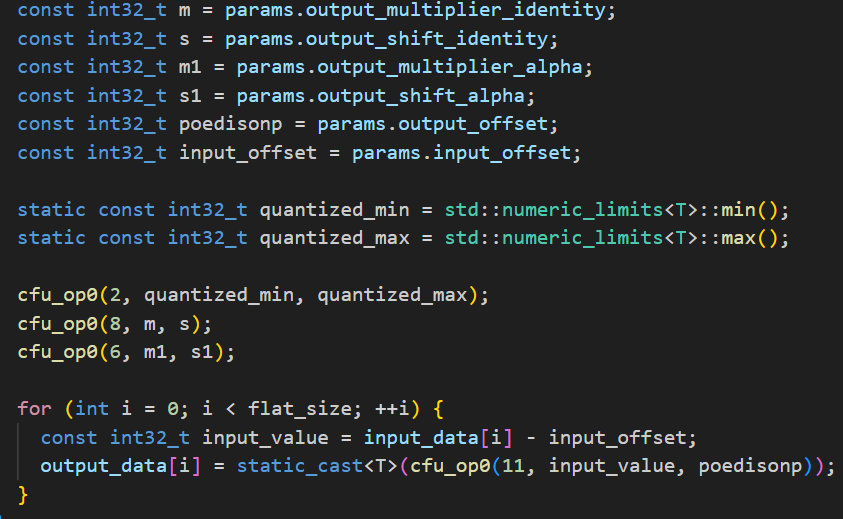 const int32_t m = params.output_multiplier_identity;
const int32_t s = params.output_shift_identity;
const int32_t m1 = params.output_multiplier_alpha;
const int32_t s1 = params.output_shift_alpha;
const int32_t poedisonp = params.output_offset;
const int32_t input_offset = params.input_offset;
static const int32_t quantized_min = std::numeric_limits<T>::min();
static const int32_t quantized_max = std::numeric_limits<T>::max();
cfu_op0(2, quantized_min, quantized_max);
cfu_op0(8, m, s);
cfu_op0(6, m1, s1);
for (int i = 0; i < flat_size; ++i) {
const int32_t input_value = input_data[i] - input_offset;
output_data[i] = static_cast<T>(cfu_op0(11, input_value, poedisonp));
}